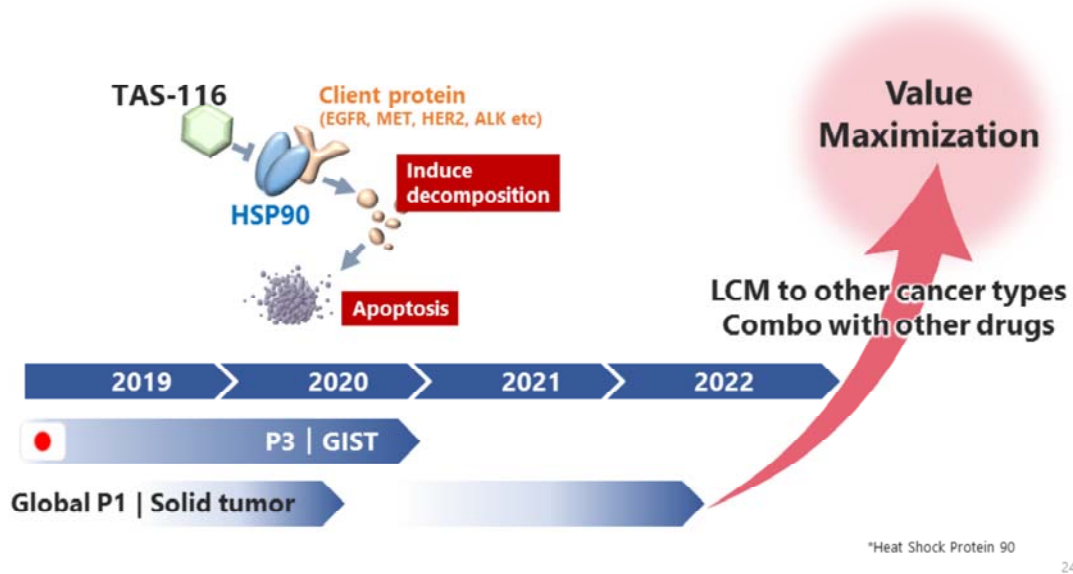 TAS-116
Client protein
(EGFR, MET, HER2, ALK etc)
HSP90
Induce
decomposition
Apoptosis
Value
Maximization
LCM to other cancer types
Combo with other drugs
2019
2020
2021
2022
P3 | GIST
Global P1 | Solid tumor
*Heat Shock Protein 90
24